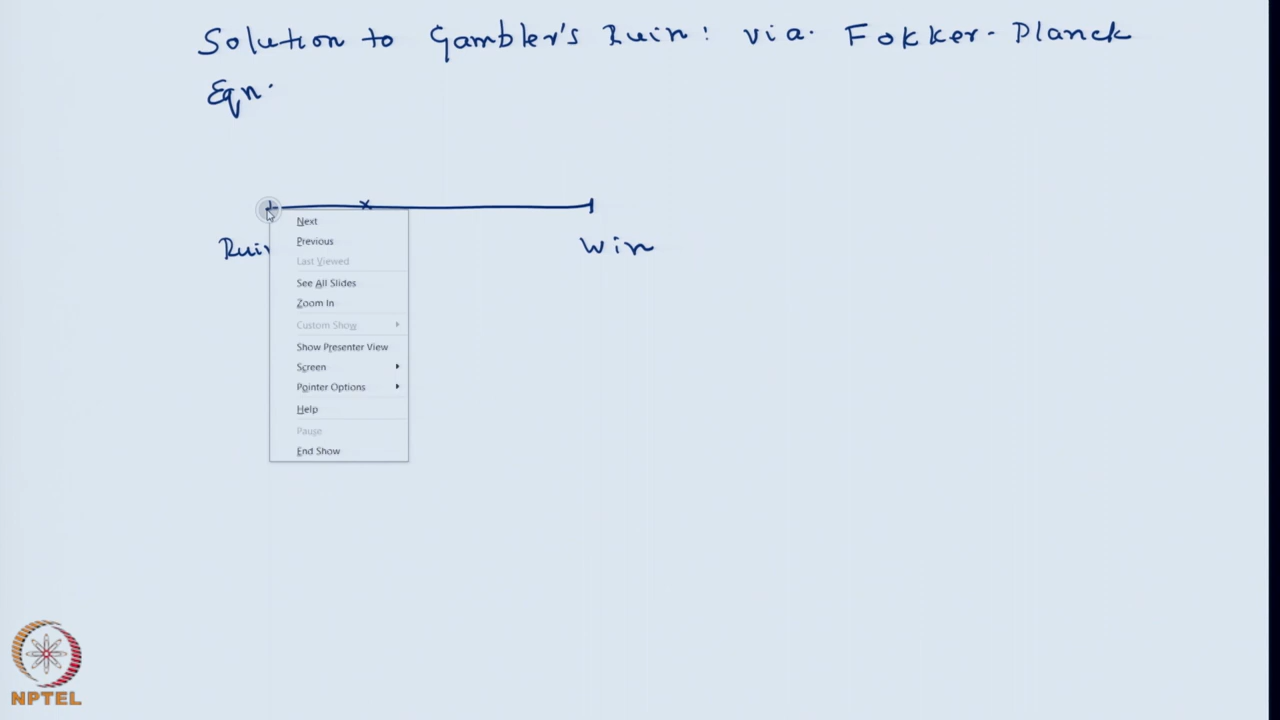 Solution to Gambler's Ruin: via. Fokker-Planck
Eqn.
Win
Next
Previous
Last Viewed
See All Slides
Zoom In
Custom Show
Show Presenter View
Screen
Pointer Options
Help
Pause
End Show
NPTEL